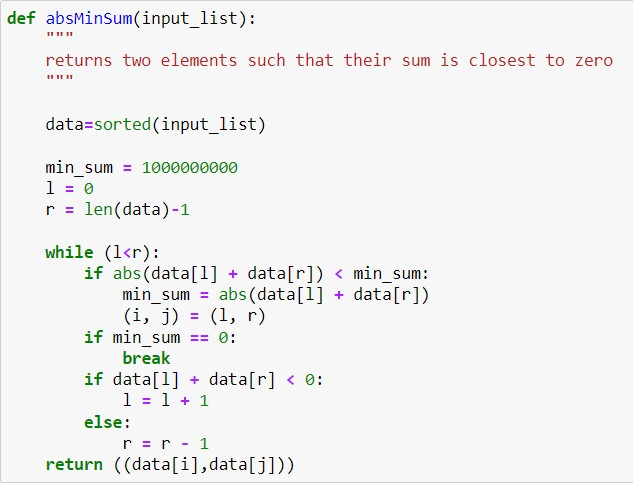 def absMinSum(input_list):
    """
    returns two elements such that their sum is closest to zero
    """

    data=sorted(input_list)

    min_sum = 1000000000
    l = 0
    r = len(data)-1

    while (l<r):
        if abs(data[l] + data[r]) < min_sum:
            min_sum = abs(data[l] + data[r])
            (i, j) = (l, r)
        if min_sum == 0:
            break
        if data[l] + data[r] < 0:
            l = l + 1
        else:
            r = r - 1
    return ((data[i],data[j]))